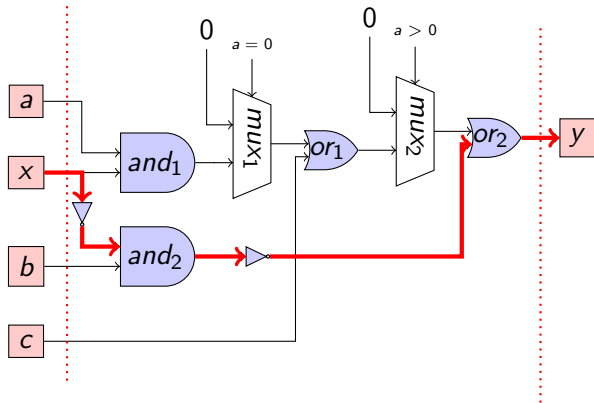 0
0
a = 0
a > 0
a
mux₁
mux₂
or₁
or₂
y
x
and₁
b
and₂
c